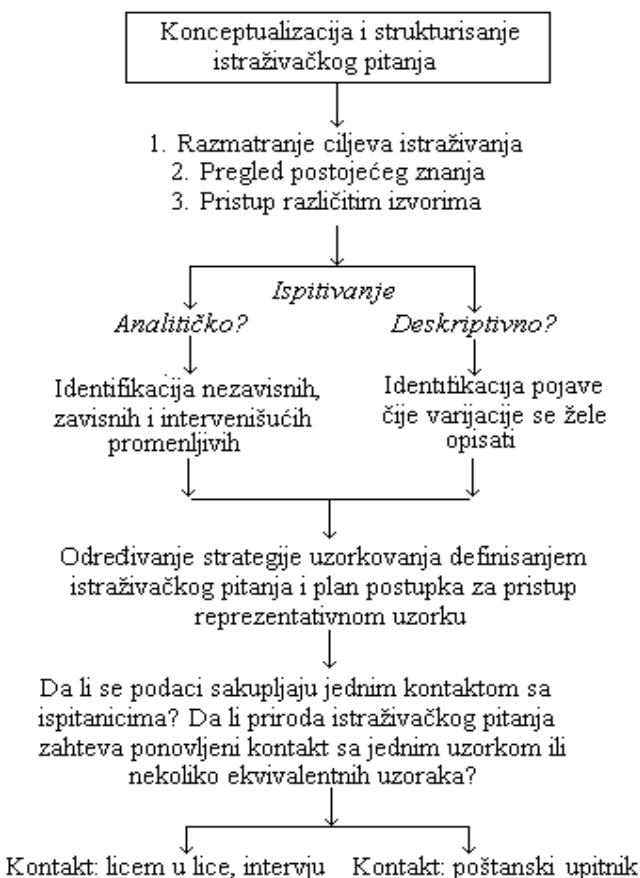 Konceptualizacija i strukturisanje
istraživačkog pitanja
1. Razmatranje ciljeva istraživanja
2. Pregled postojećeg znanja
3. Pristup različitim izvorima
Ispitivanje
Analitičko?
Deskriptivno?
Identifikacija nezavisnih,
zavisnih i intervenišućih
promenljivih
Identifikacija pojave
čije varijacije se žele
opisati
Određivanje strategije uzorkovanja definisanjem
istraživačkog pitanja i plan postupka za pristup
reprezentativnom uzorku
Da li se podaci sakupljaju jednim kontaktom sa
ispitanicima? Da li priroda istraživačkog pitanja
zahteva ponovljeni kontakt sa jednim uzorkom ili
nekoliko ekvivalentnih uzoraka?
Kontakt: licem u lice, intervju
Kontakt: poštanski upitnik